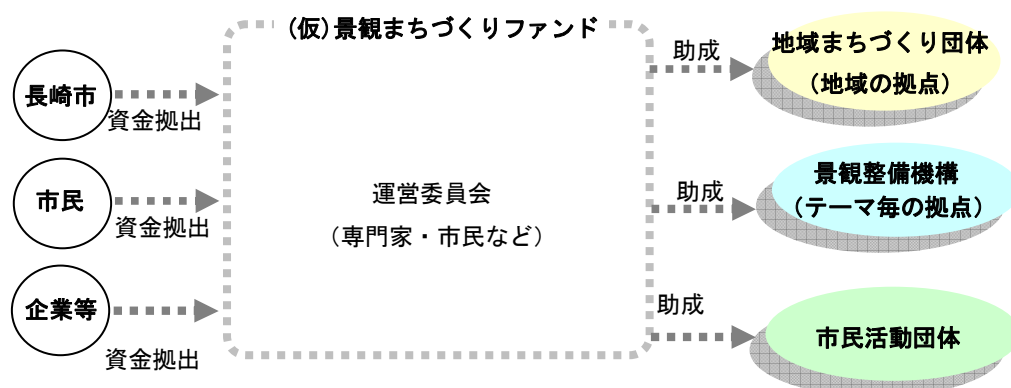 (仮)景観まちづくりファンド
長崎市
資金拠出
市民
資金拠出
企業等
資金拠出
運営委員会
(専門家・市民など)
助成
地域まちづくり団体
(地域の拠点)
助成
景観整備機構
(テーマ毎の拠点)
助成
市民活動団体